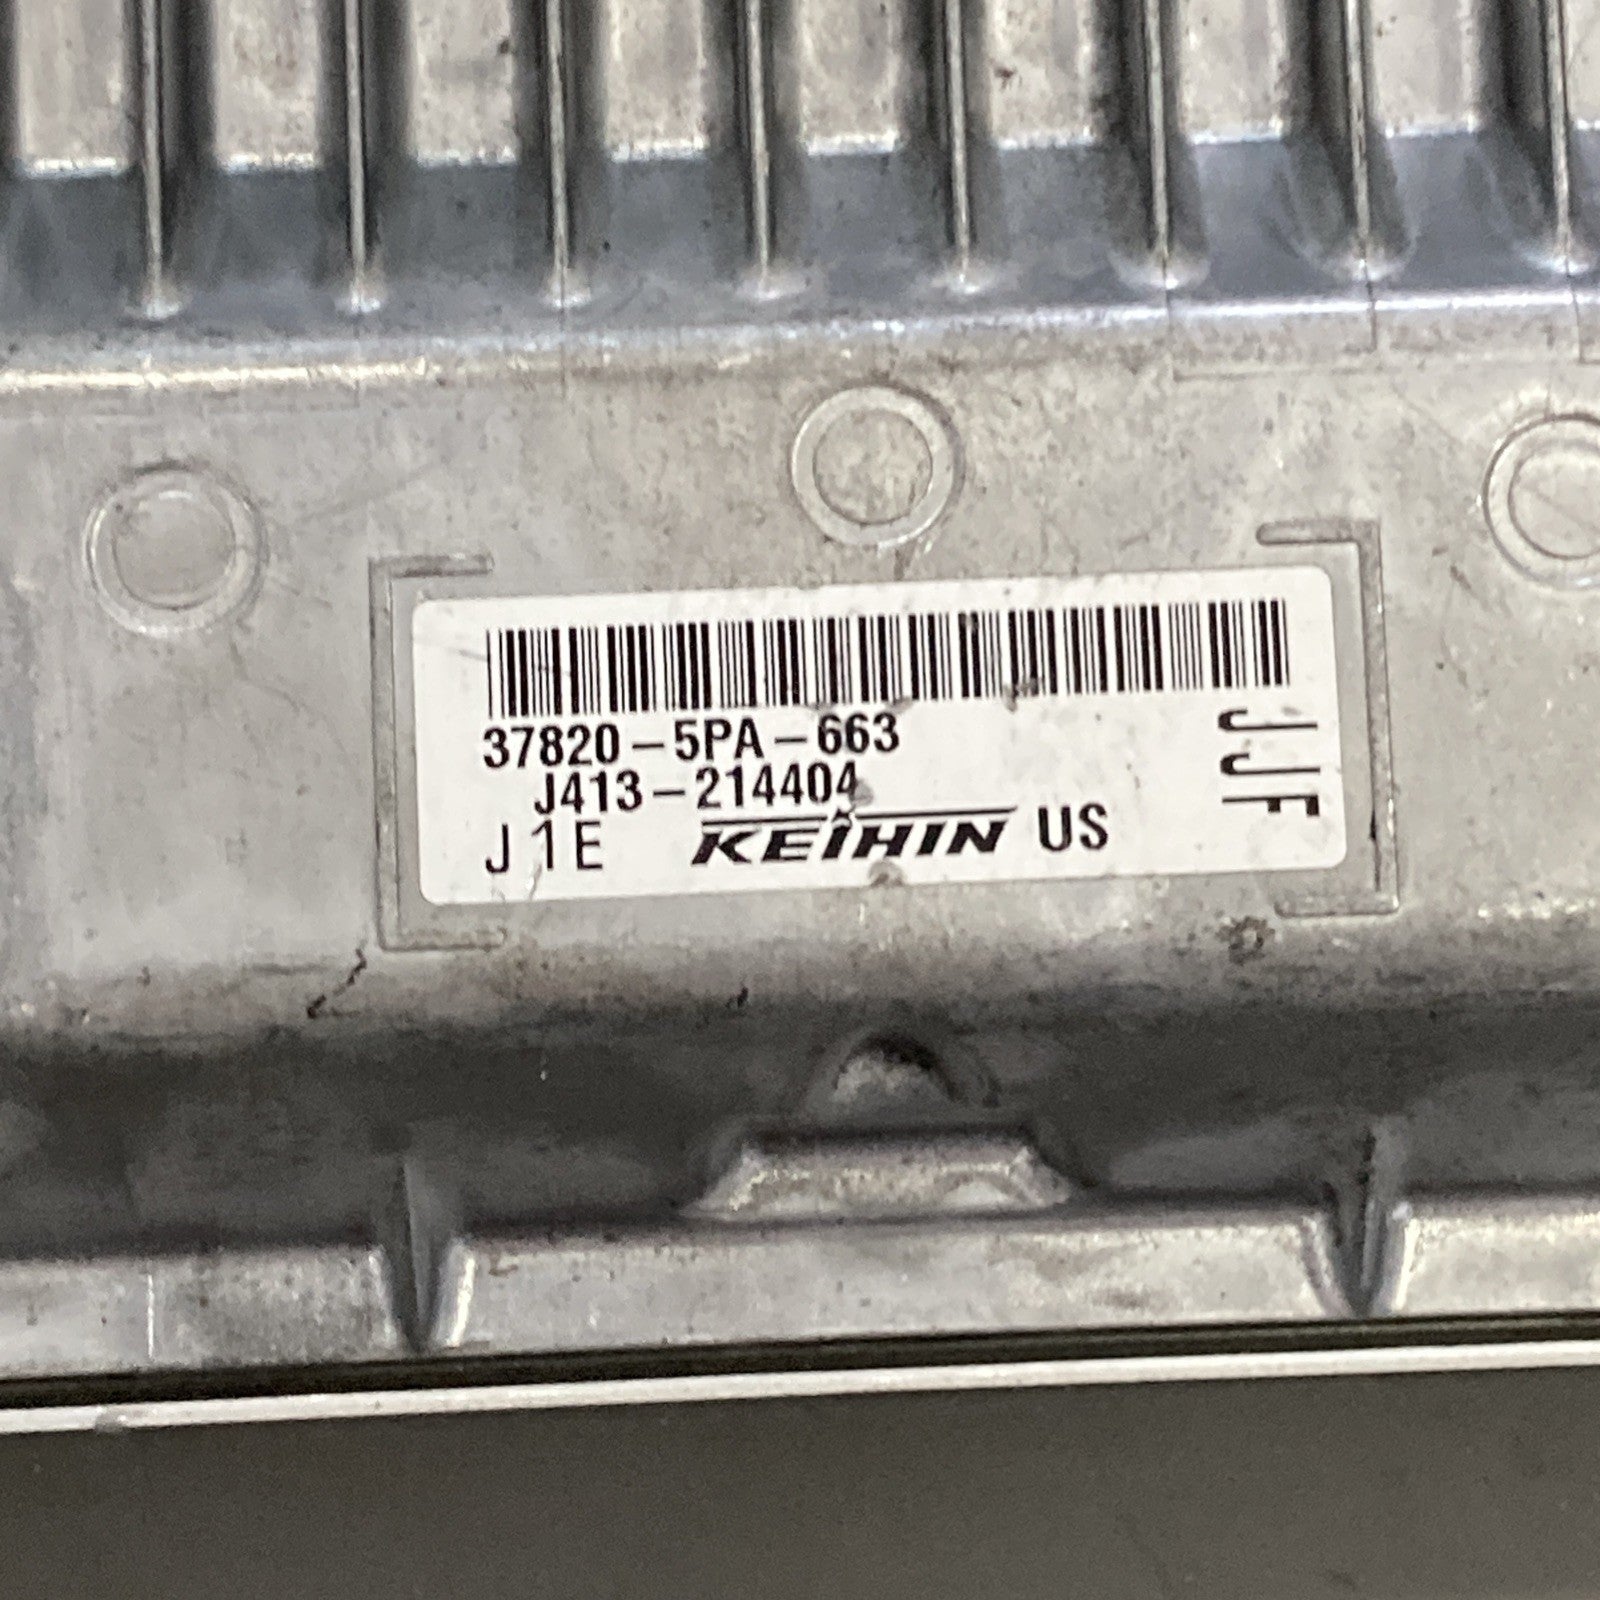 37820-5PA-663
J413-214404
J1E KEIHIN US
JJF